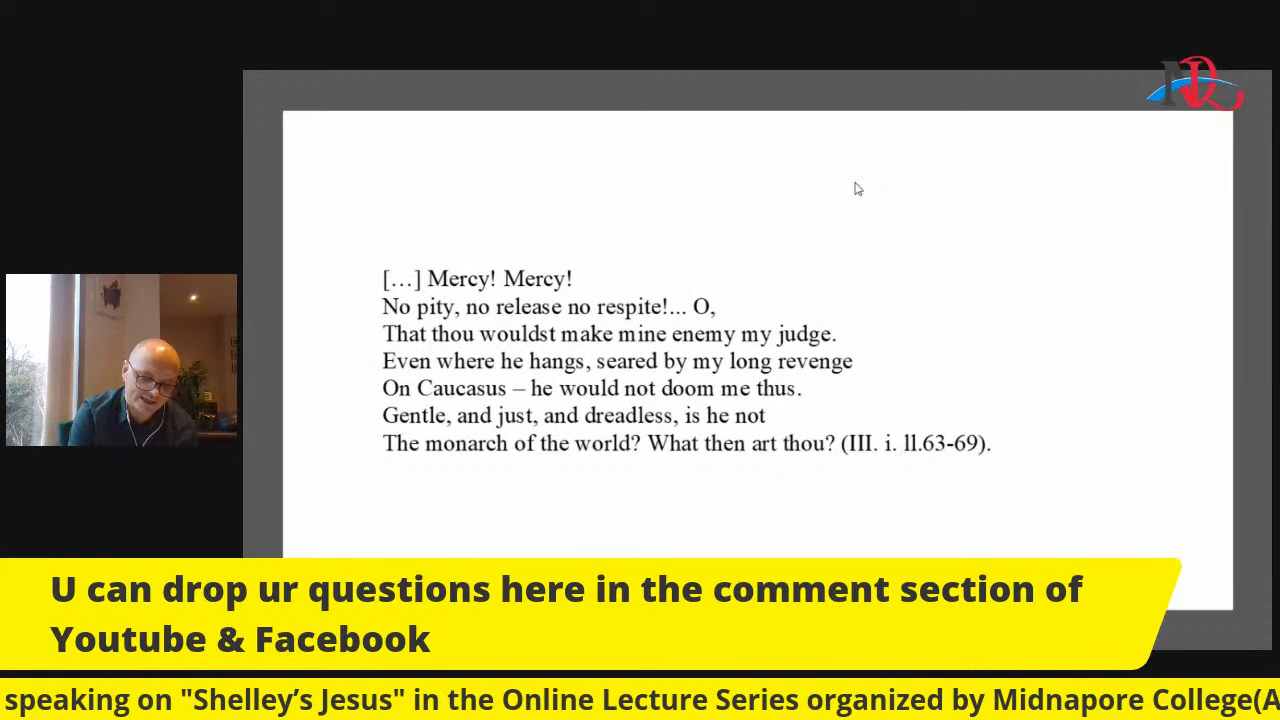 […] Mercy! Mercy!
No pity, no release no respite!... O,
That thou wouldst make mine enemy my judge.
Even where he hangs, seared by my long revenge
On Caucasus – he would not doom me thus.
Gentle, and just, and dreadless, is he not
The monarch of the world? What then art thou? (III. i. ll.63-69).
U can drop ur questions here in the comment section of
Youtube & Facebook
speaking on "Shelley’s Jesus" in the Online Lecture Series organized by Midnapore College(A